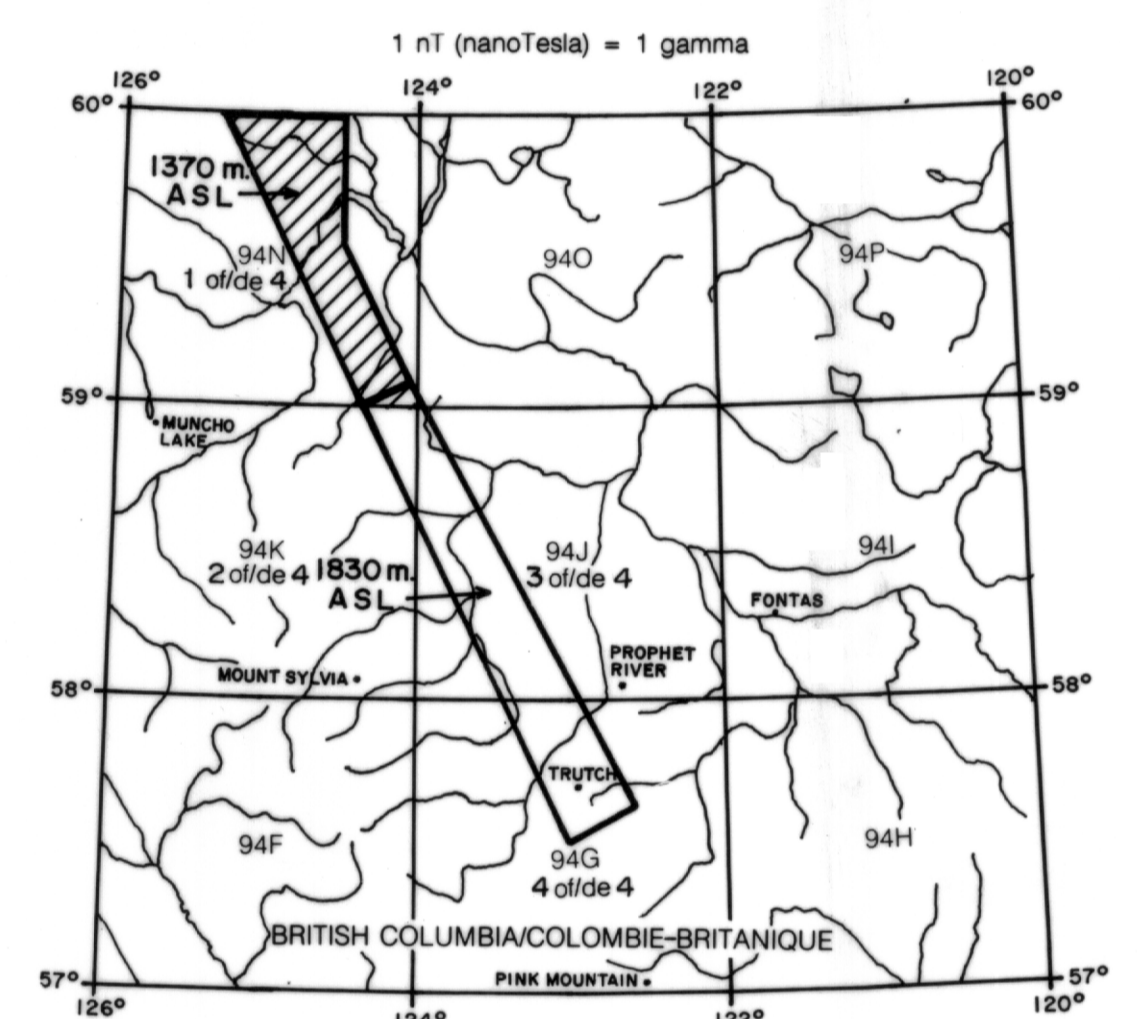 1 nT (nanoTesla) = 1 gamma
126° 124° 122° 120°
60° 60°
1370 m.
ASL
94N
1 of/de 4
94O
94P
59° 59°
MUNCHO
LAKE
94K
2 of/de 4
1830 m.
ASL
94J
3 of/de 4
94I
FONTAS
PROPHET
RIVER
MOUNT SYLVIA
58° 58°
TRUTCH
94F
94G
4 of/de 4
94H
BRITISH COLUMBIA/COLOMBIE-BRITANIQUE
PINK MOUNTAIN
57° 57°
126° 124° 120°